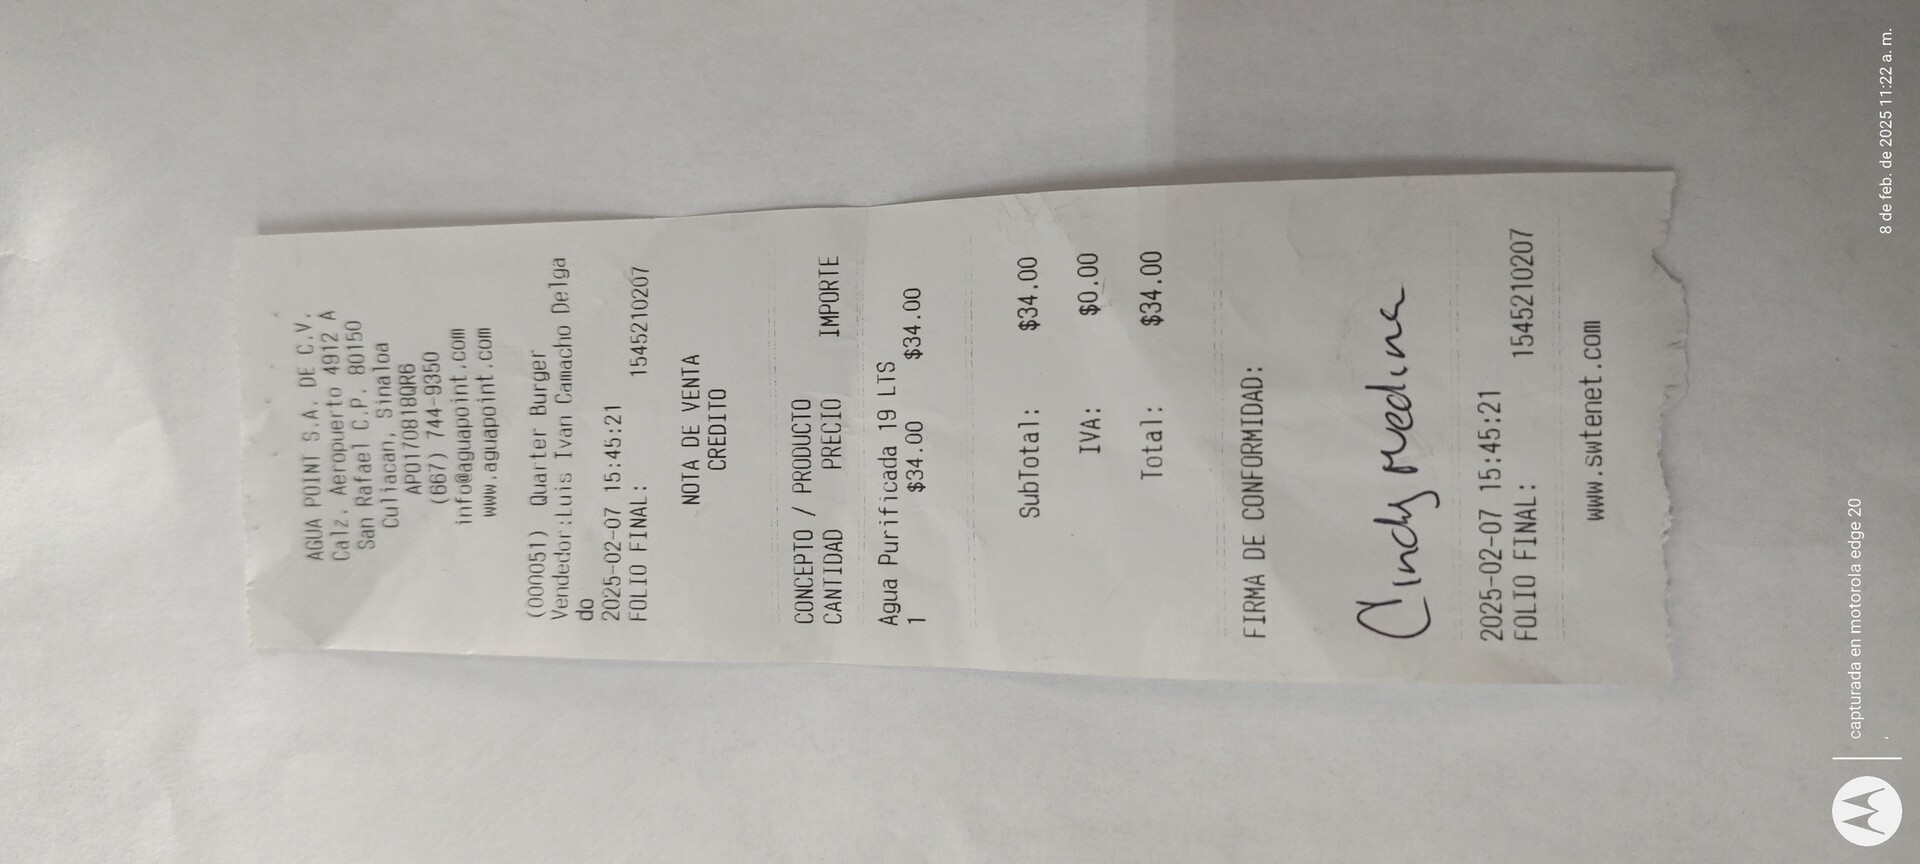 AGUA POINT S.A. DE C.V.
Calz. Aeropuerto 4912 A
San Rafael C.P. 80150
Culiacan, Sinaloa
APO170818QR6
(667) 744-9350
info@aguapoint.com
www.aguapoint.com
(000051) Quarter Burger
Vendedor:Luis Ivan Camacho Delga
do
2025-02-07 15:45:21
FOLIO FINAL: 1545210207
NOTA DE VENTA
CREDITO
CONCEPTO / PRODUCTO
CANTIDAD PRECIO IMPORTE
Agua Purificada 19 LTS
1 $34.00 $34.00
SubTotal: $34.00
IVA: $0.00
Total: $34.00
FIRMA DE CONFORMIDAD:
Cindy Medina
2025-02-07 15:45:21
FOLIO FINAL: 1545210207
www.swtenet.com
capturada en motorola edge 20
8 de feb. de 2025 11:22 a. m.